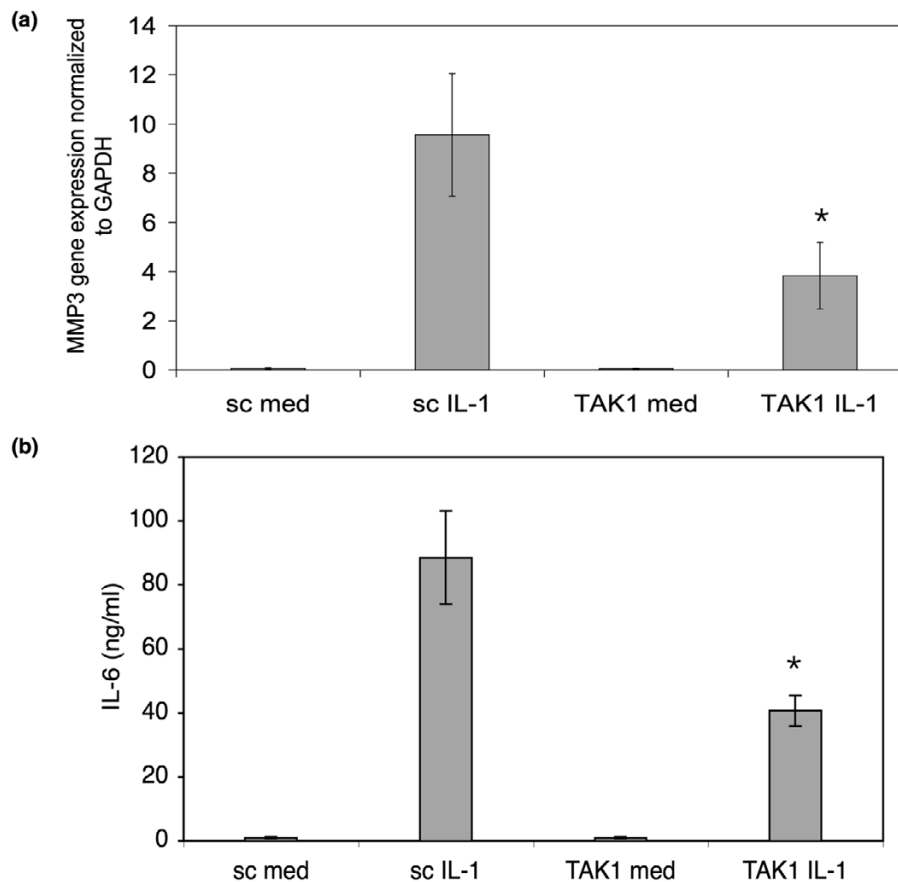 (a)
MMP3 gene expression normalized
to GAPDH
14
12
10
8
6
4
2
0
sc med sc IL-1 TAK1 med TAK1 IL-1
*
(b)
IL-6 (ng/ml)
120
100
80
60
40
20
0
sc med sc IL-1 TAK1 med TAK1 IL-1
*